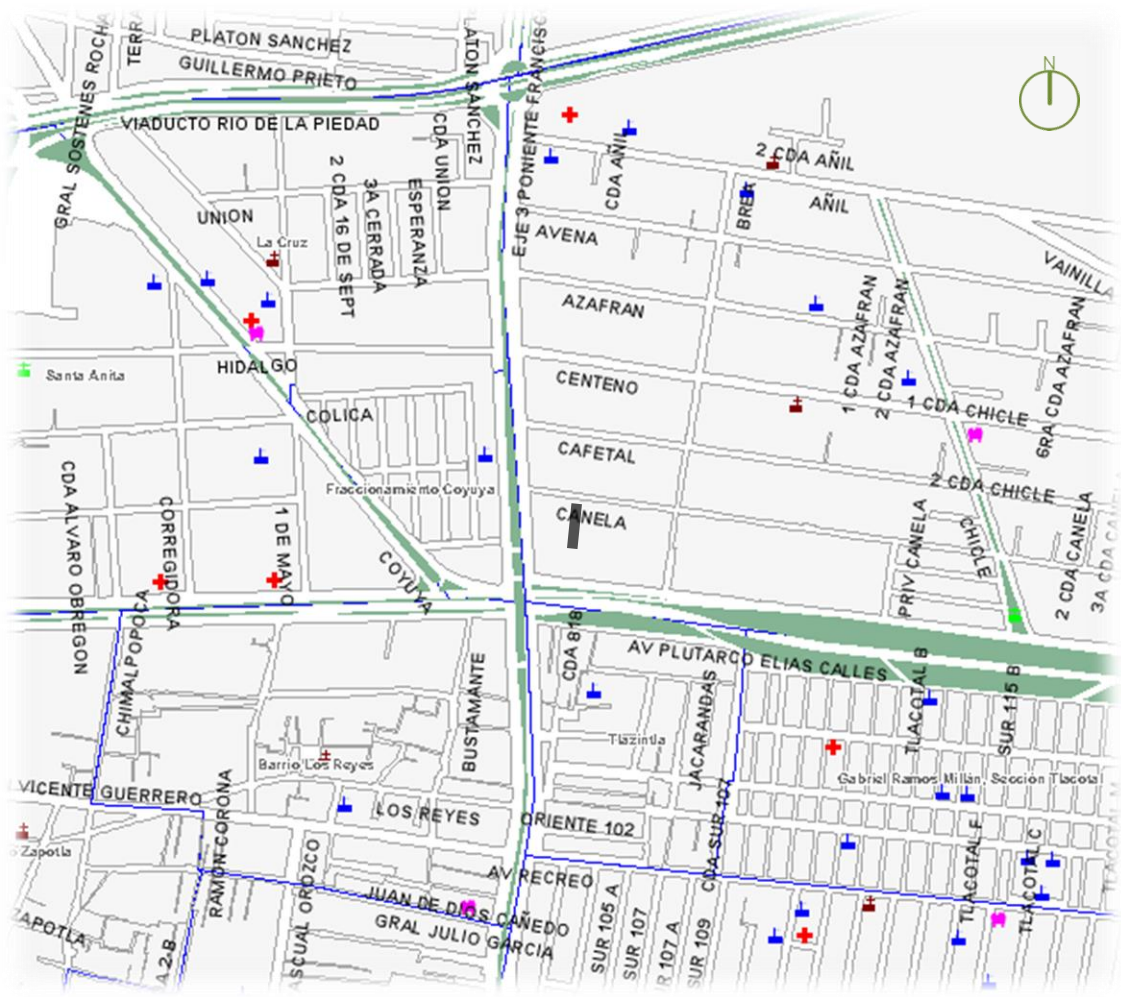 PLATON SANCHEZ
GUILLERMO PRIETO
TERRA
LATON SANCHEZ
N
GRAL SOSTENES ROCHA
VIADUCTO RIO DE LA PIEDAD
CDA UNION
EJE 3 PONIENTE FRANCISC
CDA AÑIL
2 CDA AÑIL
AÑIL
BREA
UNION
2 CDA 16 DE SEPT
3A CERRADA
ESPERANZA
AVENA
La Cruz
VAINILLA
AZAFRAN
1 CDA AZAFRAN
2 CDA AZAFRAN
6RA CDA AZAFRAN
HIDALGO
Santa Anita
CENTENO
1 CDA CHICLE
COLICA
CAFETAL
2 CDA CHICLE
Fraccionamiento Coyuya
CDA ALVARO OBREGON
CORREGIDORA
1 DE MAYO
CANELA
COYUYA
CHICLE
PRIV CANELA
2 CDA CANELA
3A CDA CANELA
CHIMALPOPOCA
CDA 818
AV PLUTARCO ELIAS CALLES
BUSTAMANTE
JACARANDAS
TLACOTAL B
SUR 115 B
Tlazintla
Barrio Los Reyes
Gabriel Ramos Millán, Sección Tlacotal
VICENTE GUERRERO
RAMON CORONA
LOS REYES
ORIENTE 102
CDA SUR 107
TLACOTAL F
TLACOTAL C
TLACOTAL M
o Zapotla
AV RECREO
JUAN DE DIOS CAÑEDO
GRAL JULIO GARCIA
ZAPOTLA
A 2 B
ASCUAL OROZCO
SUR 105 A
SUR 107
R 107 A
SUR 109